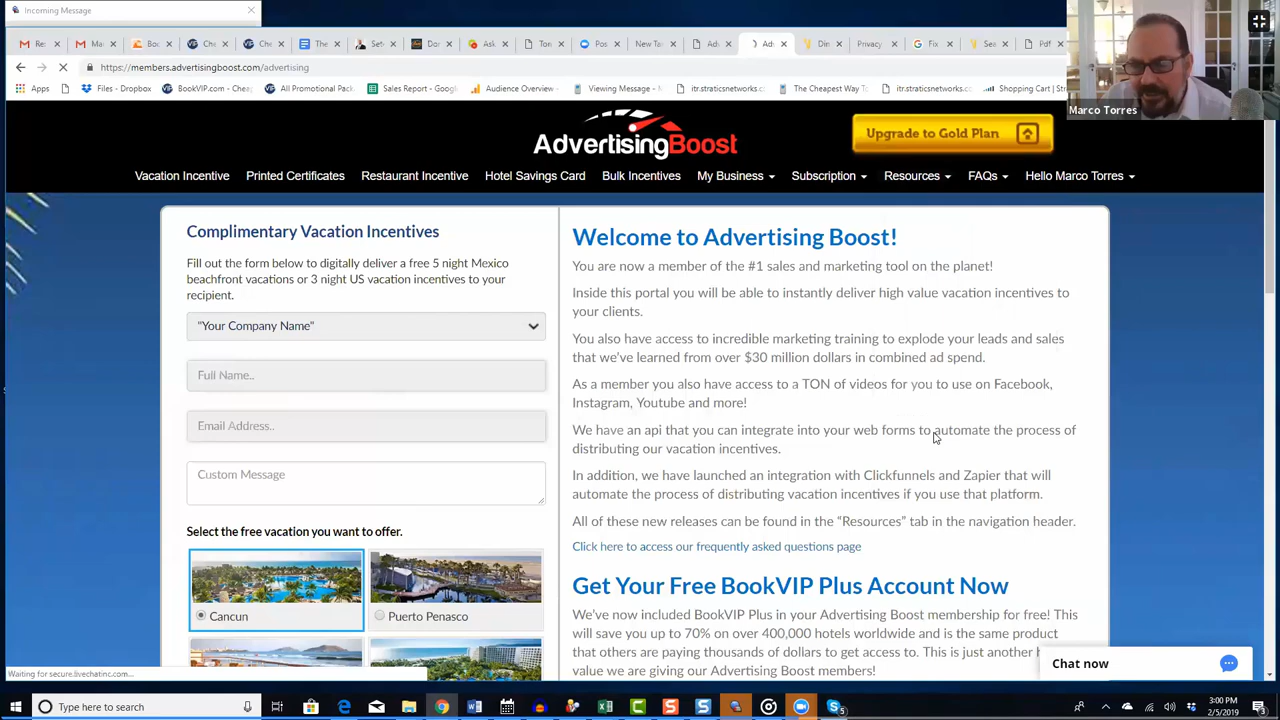 Incoming Message
Marco Torres
https://members.advertisingboost.com/advertising
Apps
Files - Dropbox
BookVIP.com - Cheap
All Promotional Pack
Sales Report - Google
Audience Overview
Viewing Message
itr.straticsnetworks.c
The Cheapest Way To
itr.straticsnetworks.c
Shopping Cart | St
AdvertisingBoost
Upgrade to Gold Plan
Vacation Incentive Printed Certificates Restaurant Incentive Hotel Savings Card Bulk Incentives My Business Subscription Resources FAQs Hello Marco Torres
Complimentary Vacation Incentives
Fill out the form below to digitally deliver a free 5 night Mexico
beachfront vacations or 3 night US vacation incentives to your
recipient.
"Your Company Name"
Full Name..
Email Address..
Custom Message
Select the free vacation you want to offer.
Cancun
Puerto Penasco
Welcome to Advertising Boost!
You are now a member of the #1 sales and marketing tool on the planet!
Inside this portal you will be able to instantly deliver high value vacation incentives to
your clients.
You also have access to incredible marketing training to explode your leads and sales
that we've learned from over $30 million dollars in combined ad spend.
As a member you also have access to a TON of videos for you to use on Facebook,
Instagram, Youtube and more!
We have an api that you can integrate into your web forms to automate the process of
distributing our vacation incentives.
In addition, we have launched an integration with Clickfunnels and Zapier that will
automate the process of distributing vacation incentives if you use that platform.
All of these new releases can be found in the "Resources" tab in the navigation header.
Click here to access our frequently asked questions page
Get Your Free BookVIP Plus Account Now
We've now included BookVIP Plus in your Advertising Boost membership for free! This
will save you up to 70% on over 400,000 hotels worldwide and is the same product
that others are paying thousands of dollars to get access to. This is just another
value we are giving our Advertising Boost members!
Chat now
Waiting for secure.livechatinc.com...
Type here to search
3:00 PM
2/5/2019